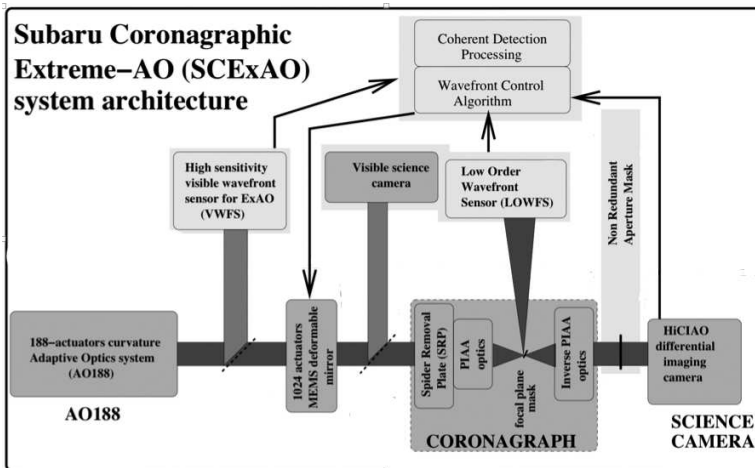 Subaru Coronagraphic
Extreme–AO (SCExAO)
system architecture
Coherent Detection
Processing
Wavefront Control
Algorithm
High sensitivity
visible wavefront
sensor for ExAO
(VWFS)
Visible science
camera
Low Order
Wavefront
Sensor (LOWFS)
Non Redundant
Aperture Mask
188–actuators curvature
Adaptive Optics system
(AO188)
AO188
1024 actuators
MEMS deformable
mirror
Spider Removal
Plate (SRP)
PIAA
optics
focal plane
mask
Inverse PIAA
optics
CORONAGRAPH
HiCIAO
differential
imaging
camera
SCIENCE
CAMERA